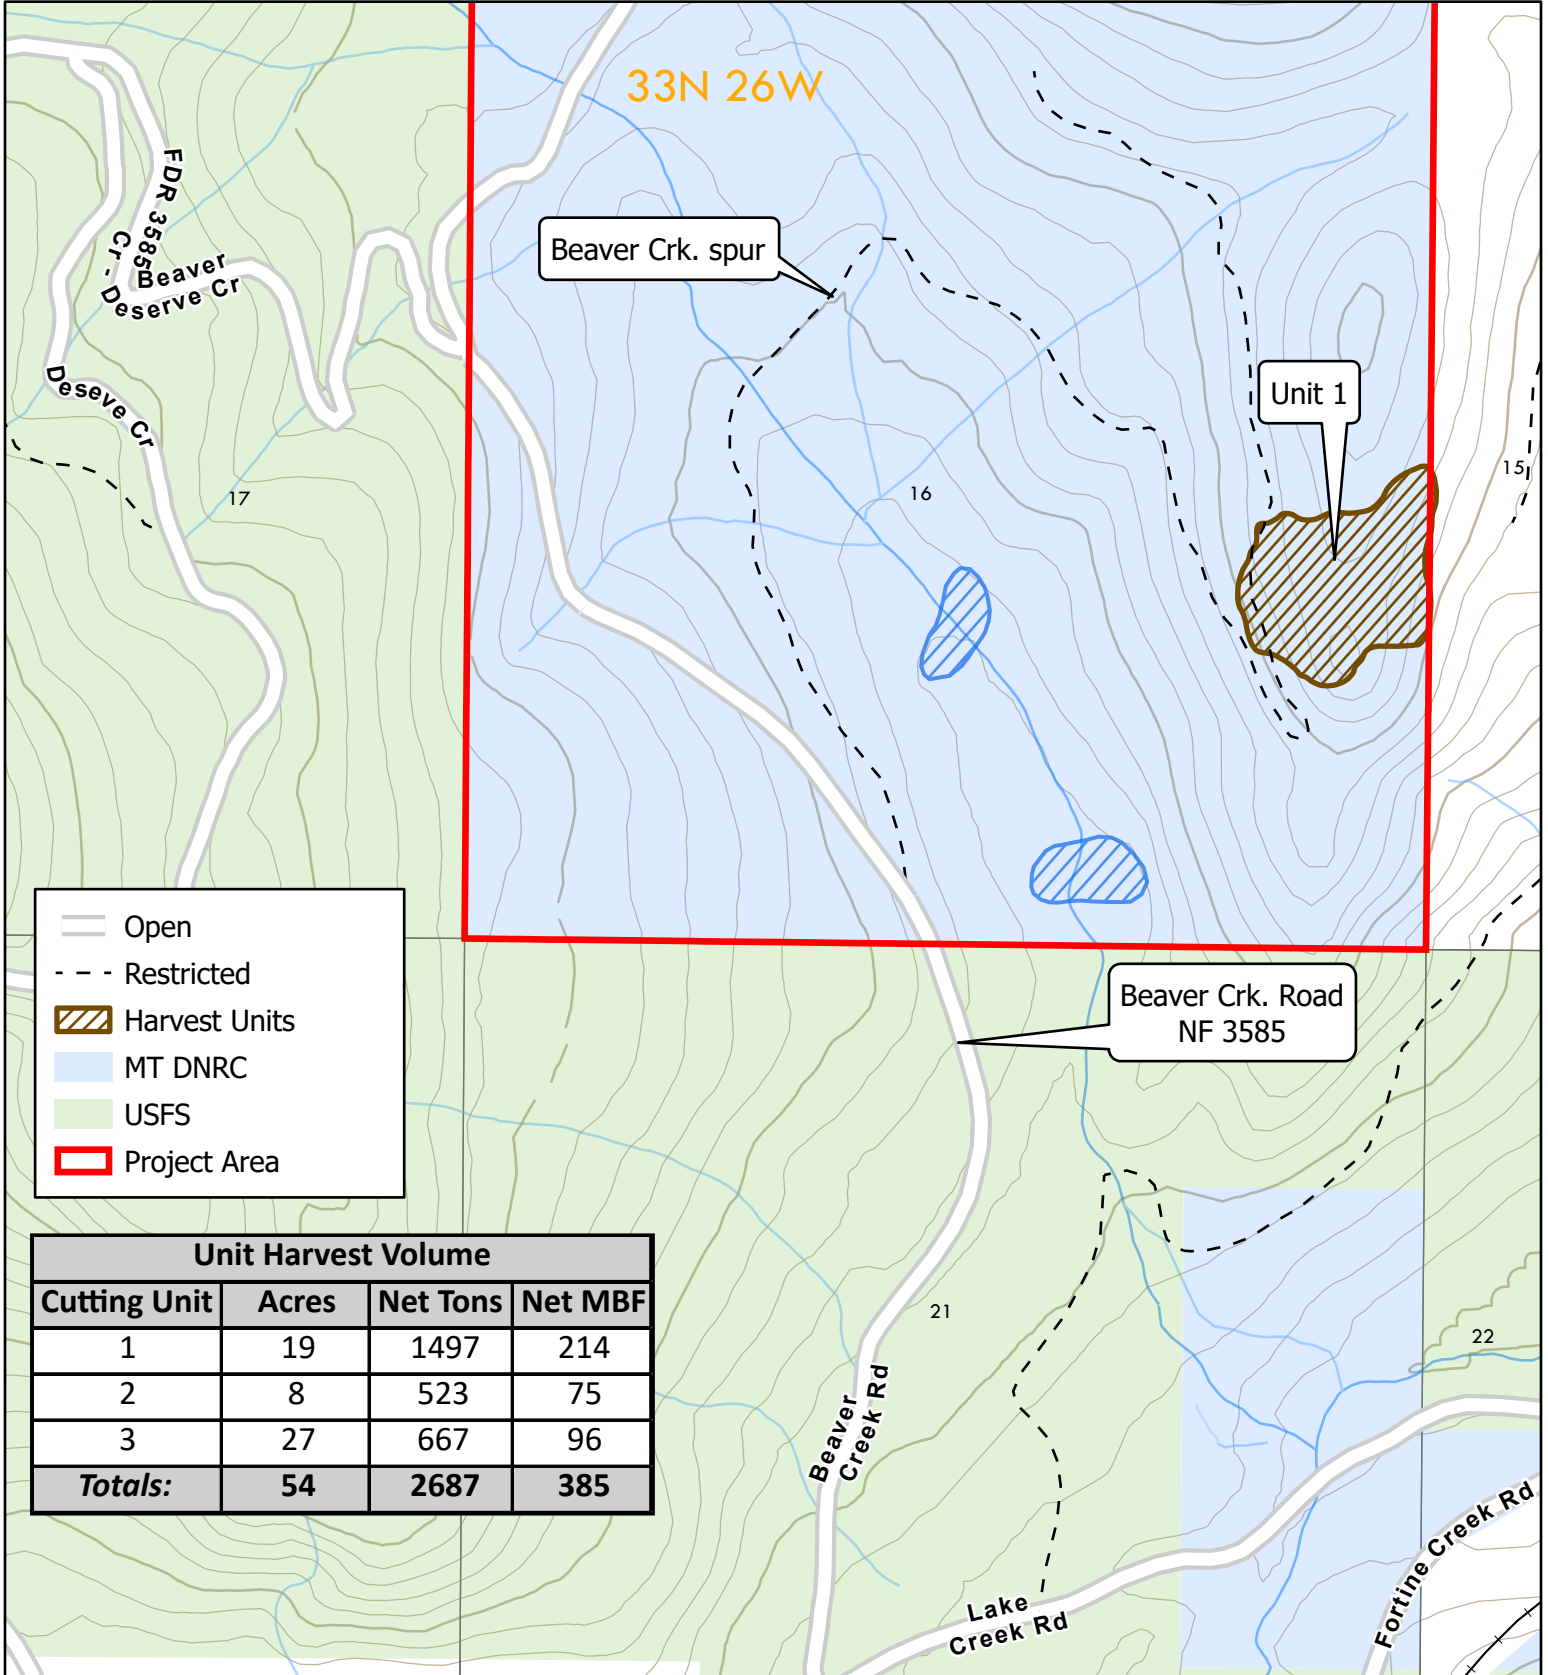 33N 26W
FDR 3585
Cr -
Beaver
Deserve Cr
Beaver Crk. spur
Deseve Cr
Unit 1
17
16
15
Open
Restricted
Harvest Units
MT DNRC
USFS
Project Area
Beaver Crk. Road
NF 3585
Unit Harvest Volume
Cutting Unit Acres Net Tons Net MBF
1 19 1497 214
2 8 523 75
3 27 667 96
Totals: 54 2687 385
21
22
Beaver
Creek Rd
Lake
Creek Rd
Fortine Creek Rd